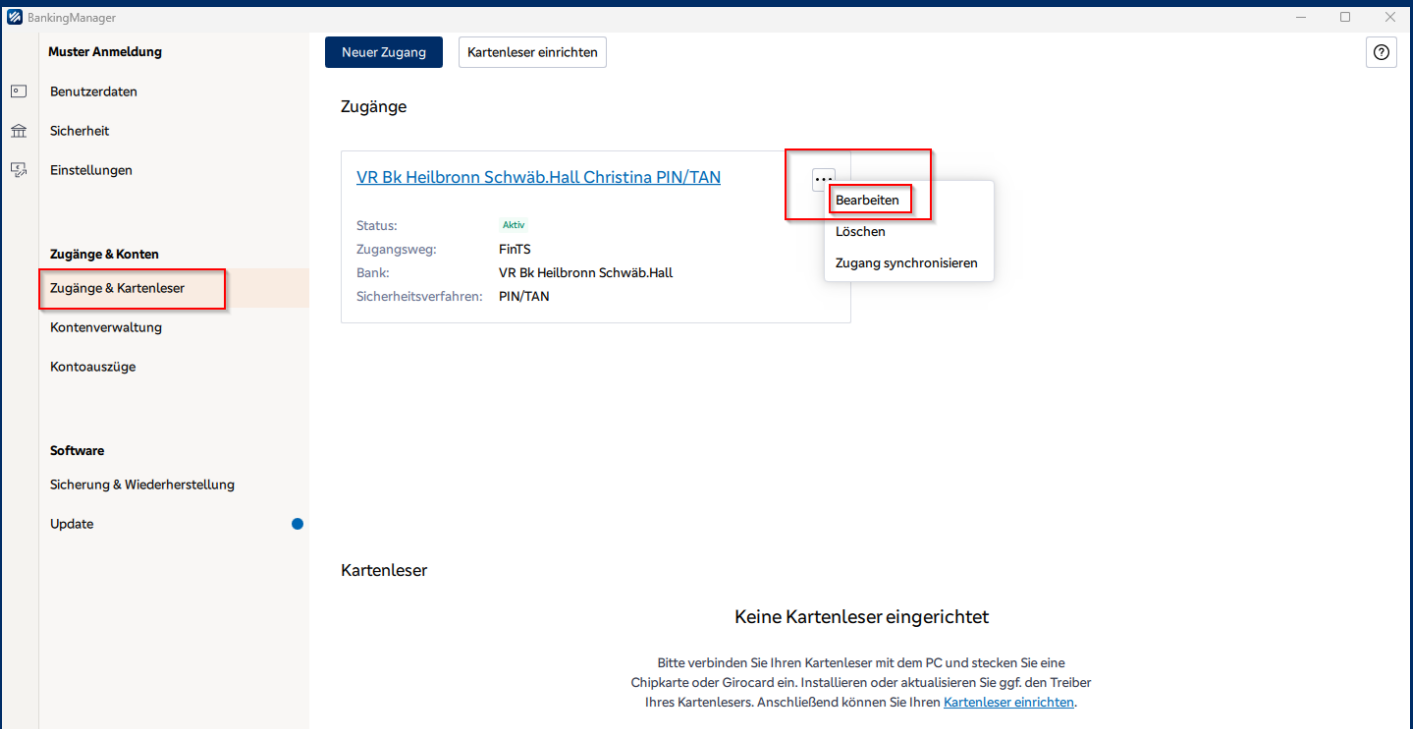 BankingManager
Muster Anmeldung
Benutzerdaten
Sicherheit
Einstellungen
Zugänge & Konten
Zugänge & Kartenleser
Kontenverwaltung
Kontoauszüge
Software
Sicherung & Wiederherstellung
Update
Neuer Zugang
Kartenleser einrichten
Zugänge
VR Bk Heilbronn Schwäb.Hall Christina PIN/TAN
Status: Aktiv
Zugangsweg: FinTS
Bank: VR Bk Heilbronn Schwäb.Hall
Sicherheitsverfahren: PIN/TAN
Bearbeiten
Löschen
Zugang synchronisieren
Kartenleser
Keine Kartenleser eingerichtet
Bitte verbinden Sie Ihren Kartenleser mit dem PC und stecken Sie eine
Chipkarte oder Girocard ein. Installieren oder aktualisieren Sie ggf. den Treiber
Ihres Kartenlesers. Anschließend können Sie Ihren Kartenleser einrichten.